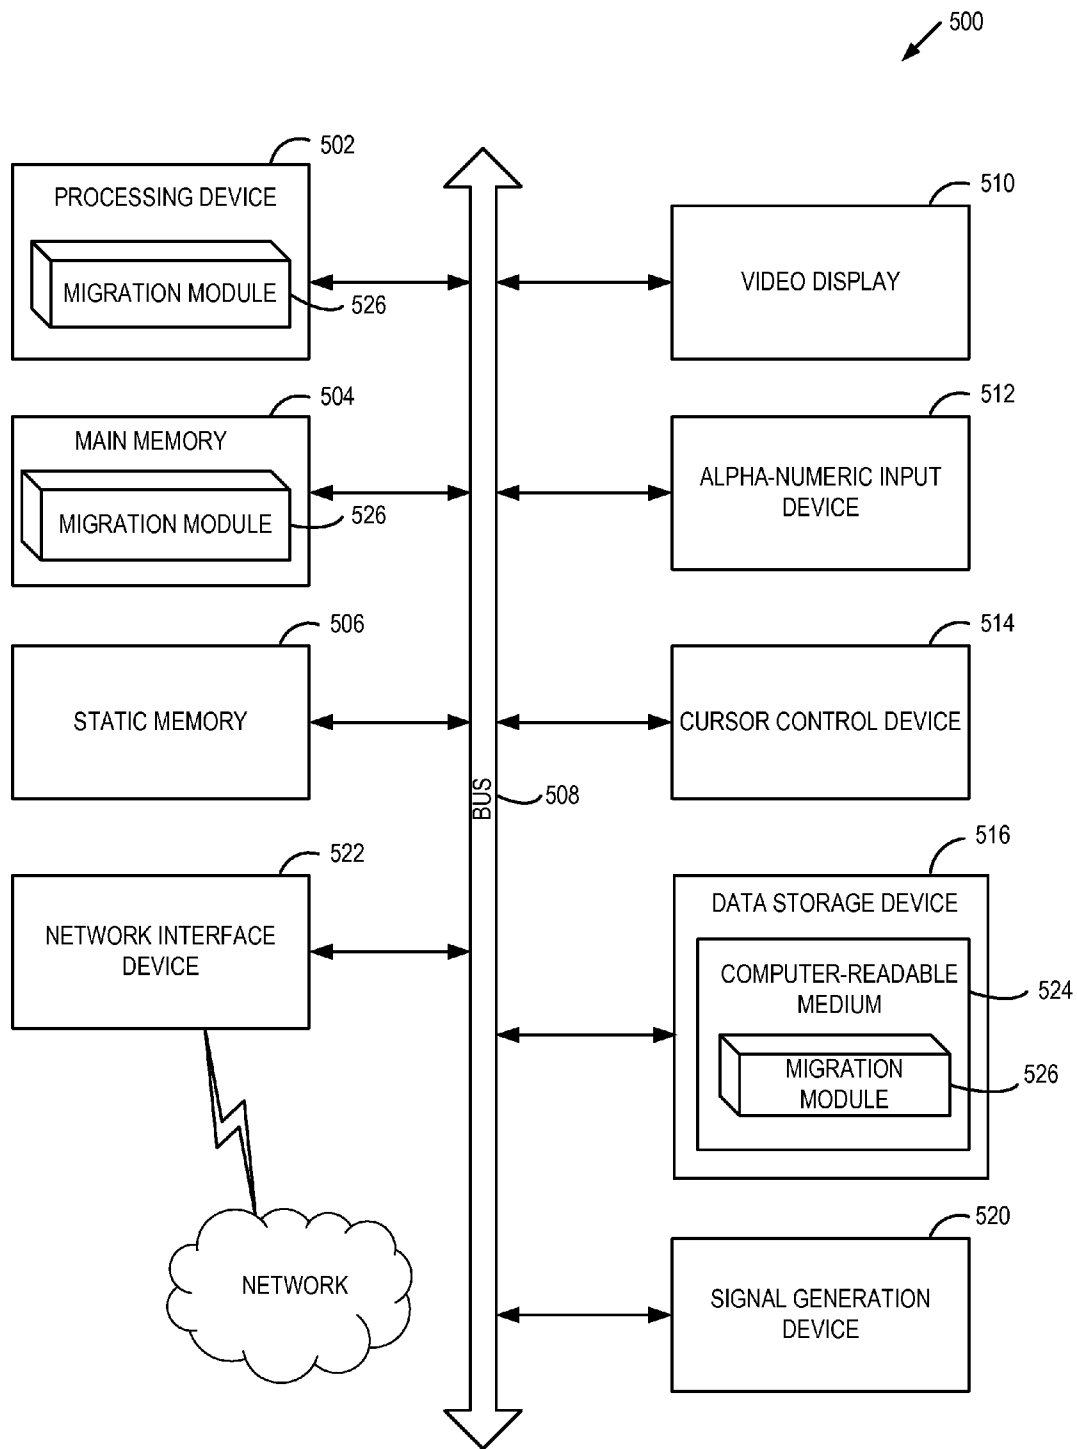 500
502
PROCESSING DEVICE
MIGRATION MODULE
526
510
VIDEO DISPLAY
504
MAIN MEMORY
MIGRATION MODULE
526
512
ALPHA-NUMERIC INPUT
DEVICE
506
STATIC MEMORY
514
CURSOR CONTROL DEVICE
BUS
508
522
NETWORK INTERFACE
DEVICE
516
DATA STORAGE DEVICE
COMPUTER-READABLE
MEDIUM
524
MIGRATION
MODULE
526
NETWORK
520
SIGNAL GENERATION
DEVICE